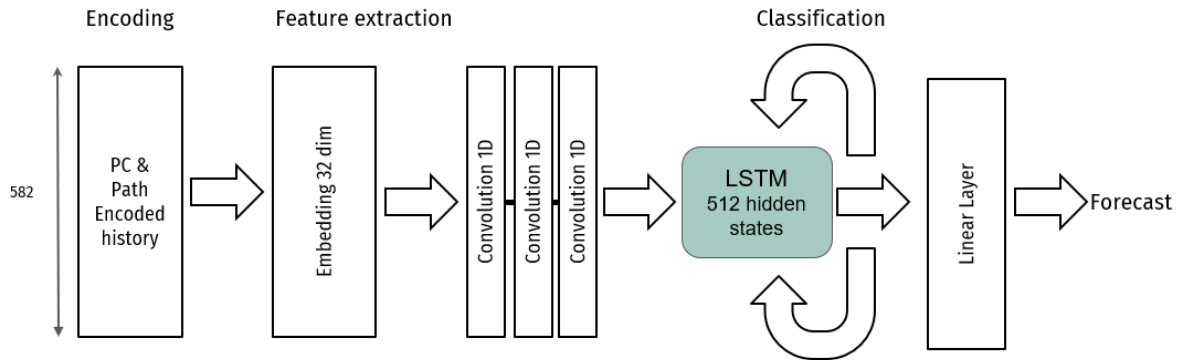 Encoding
Feature extraction
Classification
582
PC &
Path
Encoded
history
Embedding 32 dim
Convolution 1D
Convolution 1D
Convolution 1D
LSTM
512 hidden
states
Linear Layer
Forecast